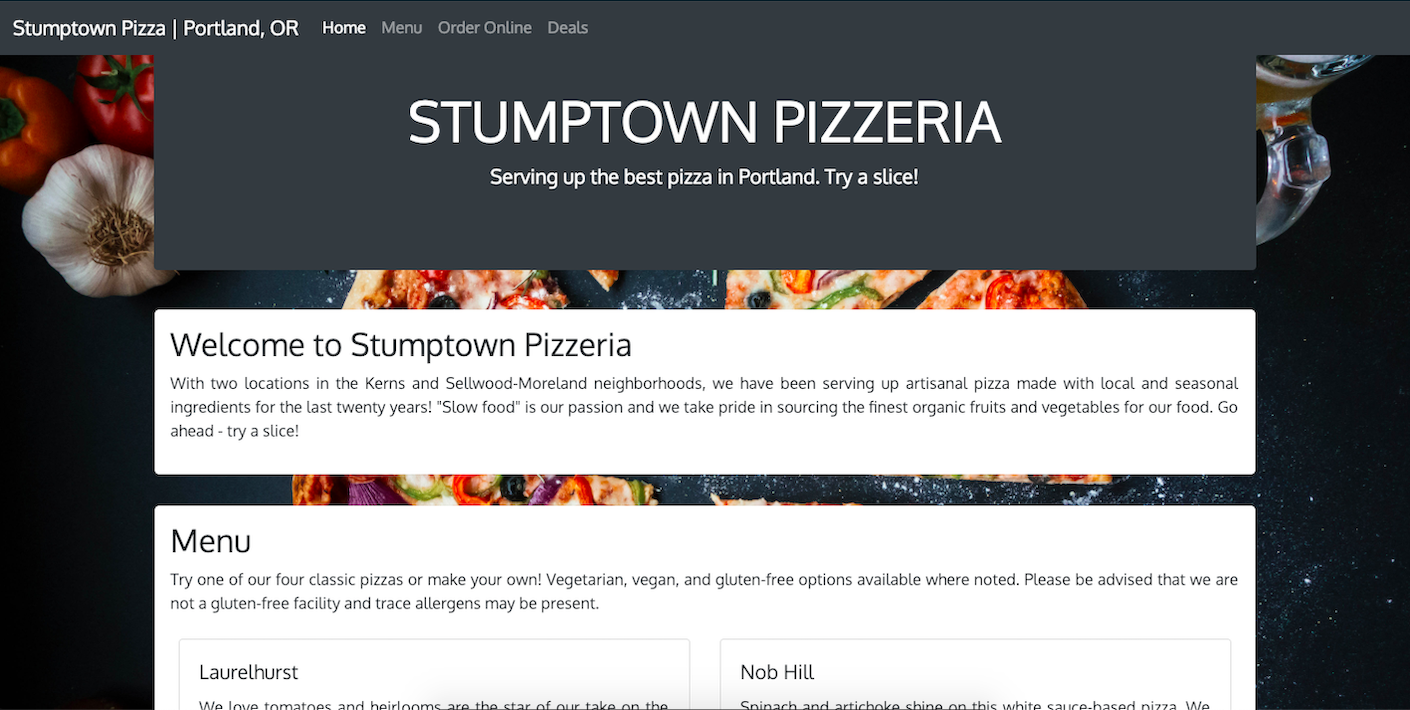 Stumptown Pizza | Portland, OR Home Menu Order Online Deals
STUMPTOWN PIZZERIA
Serving up the best pizza in Portland. Try a slice!
Welcome to Stumptown Pizzeria
With two locations in the Kerns and Sellwood-Moreland neighborhoods, we have been serving up artisanal pizza made with local and seasonal
ingredients for the last twenty years! "Slow food" is our passion and we take pride in sourcing the finest organic fruits and vegetables for our food. Go
ahead - try a slice!
Menu
Try one of our four classic pizzas or make your own! Vegetarian, vegan, and gluten-free options available where noted. Please be advised that we are
not a gluten-free facility and trace allergens may be present.
Laurelhurst
We love tomatoes and heirlooms are the star of our take on the
Nob Hill
Spinach and artichoke shine on this white sauce-based pizza. We